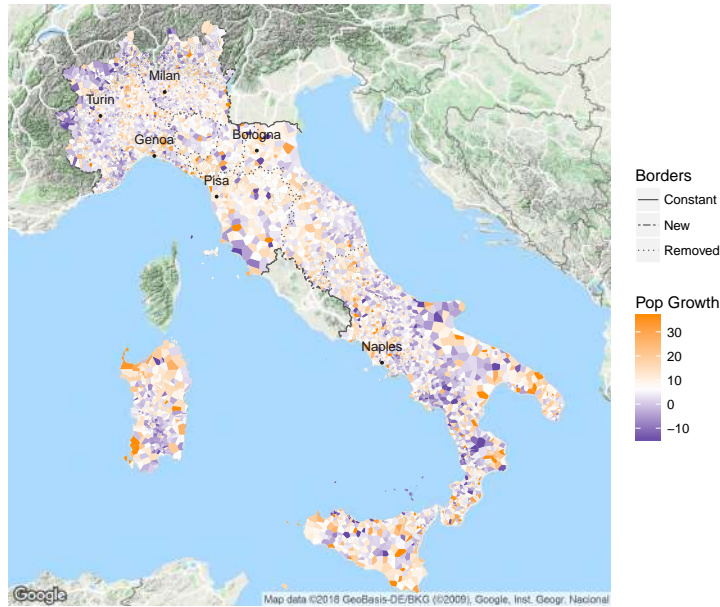 Milan
Turin
Genoa
Bologna
Pisa
Naples
Borders
Constant
New
Removed
Pop Growth
30
20
10
0
−10
Google
Map data ©2018 GeoBasis-DE/BKG (©2009), Google, Inst. Geogr. Nacional